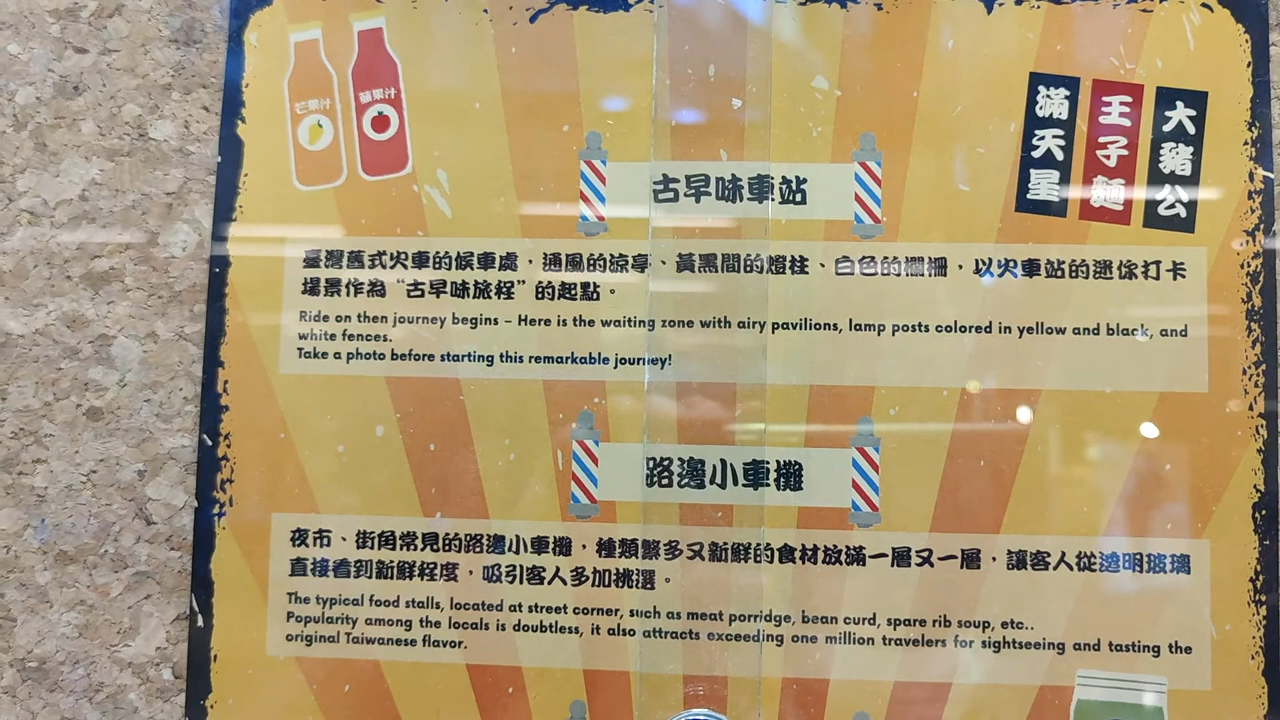 芒果汁
蘋果汁
滿天星
王子麵
大豬公
古早味車站
臺灣舊式火車的候車處,通風的涼亭、黃黑間的燈柱、白色的欄柵,以火車站的迷你打卡
場景作為“古早味旅程”的起點。
Ride on then journey begins – Here is the waiting zone with airy pavilions, lamp posts colored in yellow and black, and
white fences.
Take a photo before starting this remarkable journey!
路邊小車攤
夜市、街角常見的路邊小車攤,種類繁多又新鮮的食材放滿一層又一層,讓客人從透明玻璃
直接看到新鮮程度,吸引客人多加挑選。
The typical food stalls, located at street corner, such as meat porridge, bean curd, spare rib soup, etc..
Popularity among the locals is doubtless, it also attracts exceeding one million travelers for sightseeing and tasting the
original Taiwanese flavor.